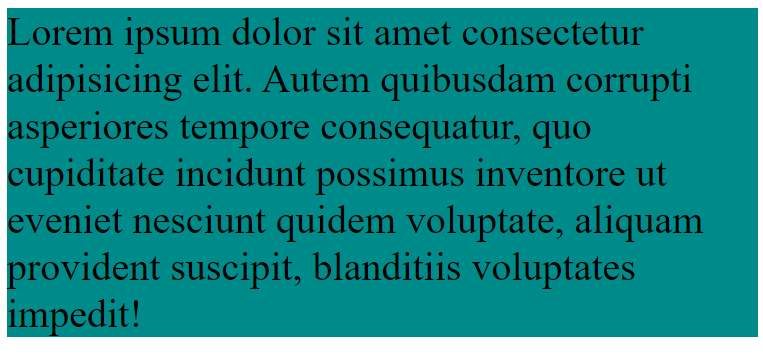 Lorem ipsum dolor sit amet consectetur
adipisicing elit. Autem quibusdam corrupti
asperiores tempore consequatur, quo
cupiditate incidunt possimus inventore ut
eveniet nesciunt quidem voluptate, aliquam
provident suscipit, blanditiis voluptates
impedit!